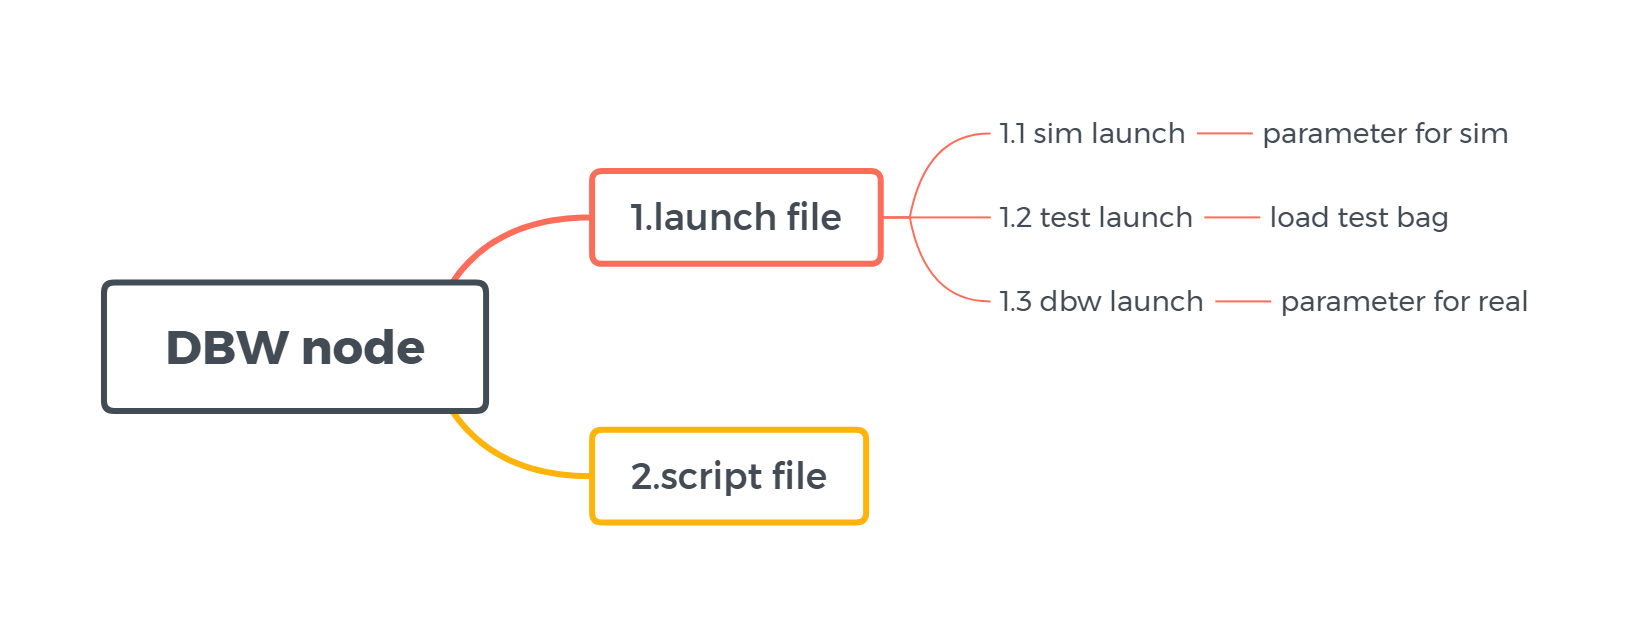 DBW node
1.launch file
1.1 sim launch
parameter for sim
1.2 test launch
load test bag
1.3 dbw launch
parameter for real
2.script file